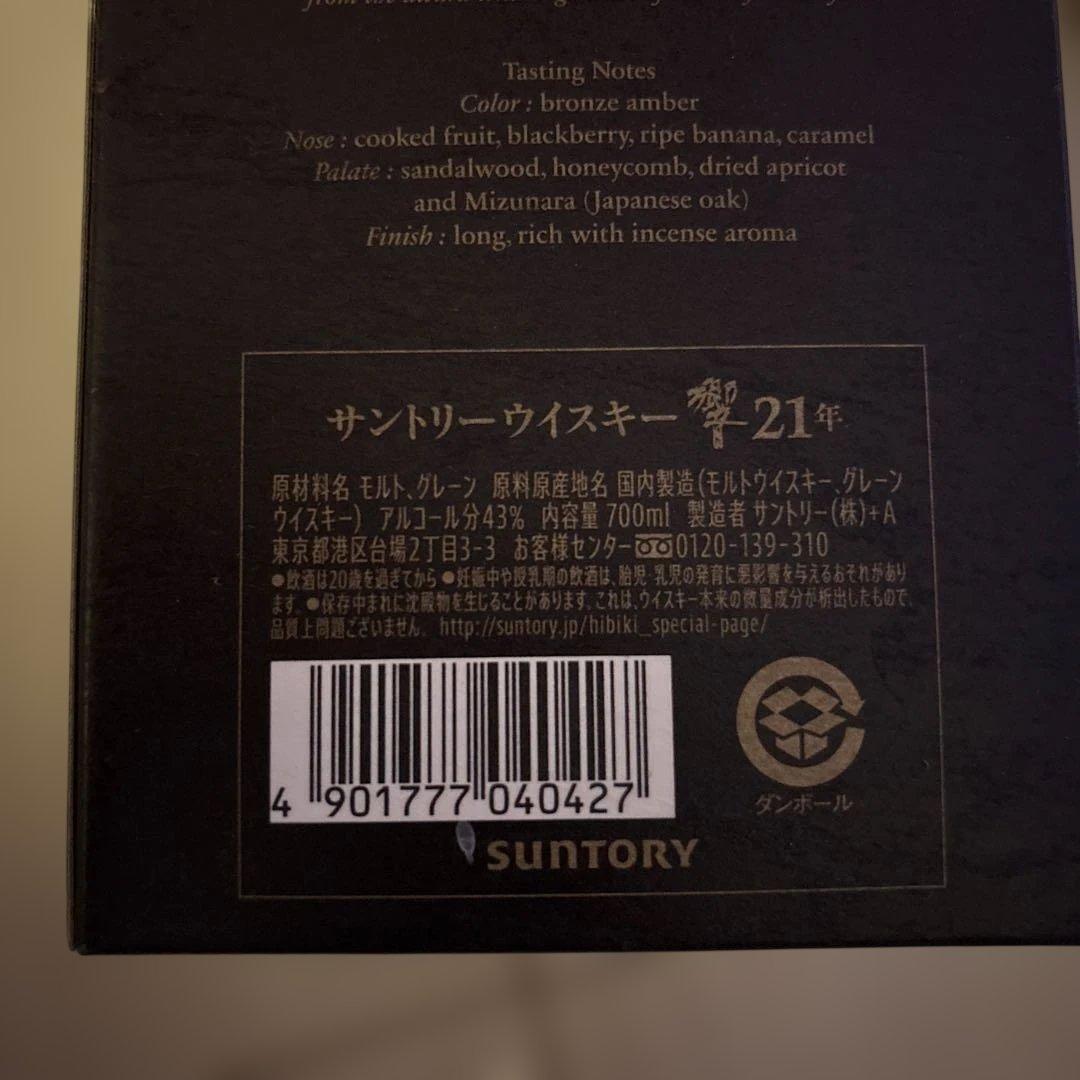 from the
Tasting Notes
Color : bronze amber
Nose : cooked fruit, blackberry, ripe banana, caramel
Palate : sandalwood, honeycomb, dried apricot
and Mizunara (Japanese oak)
Finish : long, rich with incense aroma
サントリーウイスキー 響 21年
原材料名 モルト、グレーン 原料原産地名 国内製造(モルトウイスキー、グレーン
ウイスキー) アルコール分43% 内容量 700ml 製造者 サントリー(株)+A
東京都港区台場2丁目3-3 お客様センター 0120-139-310
●飲酒は20歳を過ぎてから ●妊娠中や授乳期の飲酒は、胎児・乳児の発育に悪影響を与えるおそれがあり
ます。●保存中まれに沈殿物を生じることがあります。これは、ウイスキー本来の微量成分が析出したもので、
品質上問題ございません。 http://suntory.jp/hibiki_special-page/
4 901777 040427
ダンボール
SUNTORY